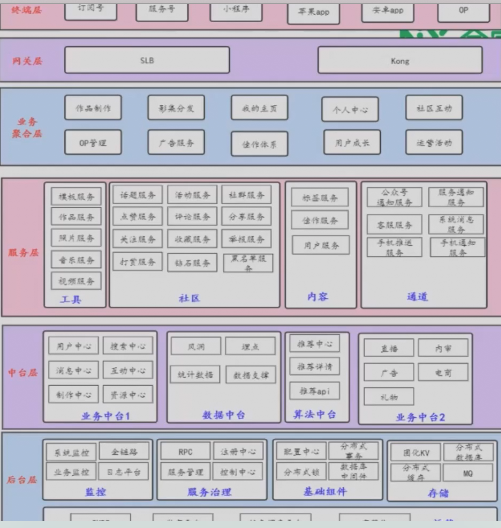 终端层
订阅号 服务号 小程序 苹果app 安卓app OP
网关层
SLB Kong
业务
聚合层
作品制作 影集分发 我的主页 个人中心 社区互动
OP管理 广告服务 佳作体系 用户成长 运营活动
服务层
模板服务
作品服务
照片服务
音乐服务
视频服务
工具
话题服务 活动服务 社群服务
点赞服务 评论服务 分享服务
关注服务 收藏服务 举报服务
打赏服务 钻石服务 黑名单服
务
社区
标签服务
佳作服务
用户服务
内容
公众号
通知服务
服务通知
服务
客服服务
系统消息
服务
手机推送
服务
手机通知
服务
通道
中台层
用户中心 搜索中心
消息中心 互动中心
制作中心 资源中心
业务中台1
风洞 埋点
统计数据 数据支撑
数据中台
推荐中心
推荐详情
推荐api
算法中台
直播 内审
广告 电商
礼物
业务中台2
后台层
系统监控 全链路
业务监控 日志平台
监控
RPC 注册中心
服务管理 控制中心
服务治理
配置中心
分布式
事务
分布式锁
数据库
中间件
基础组件
固化KV
分布式
数据库
分布式
缓存
MQ
存储